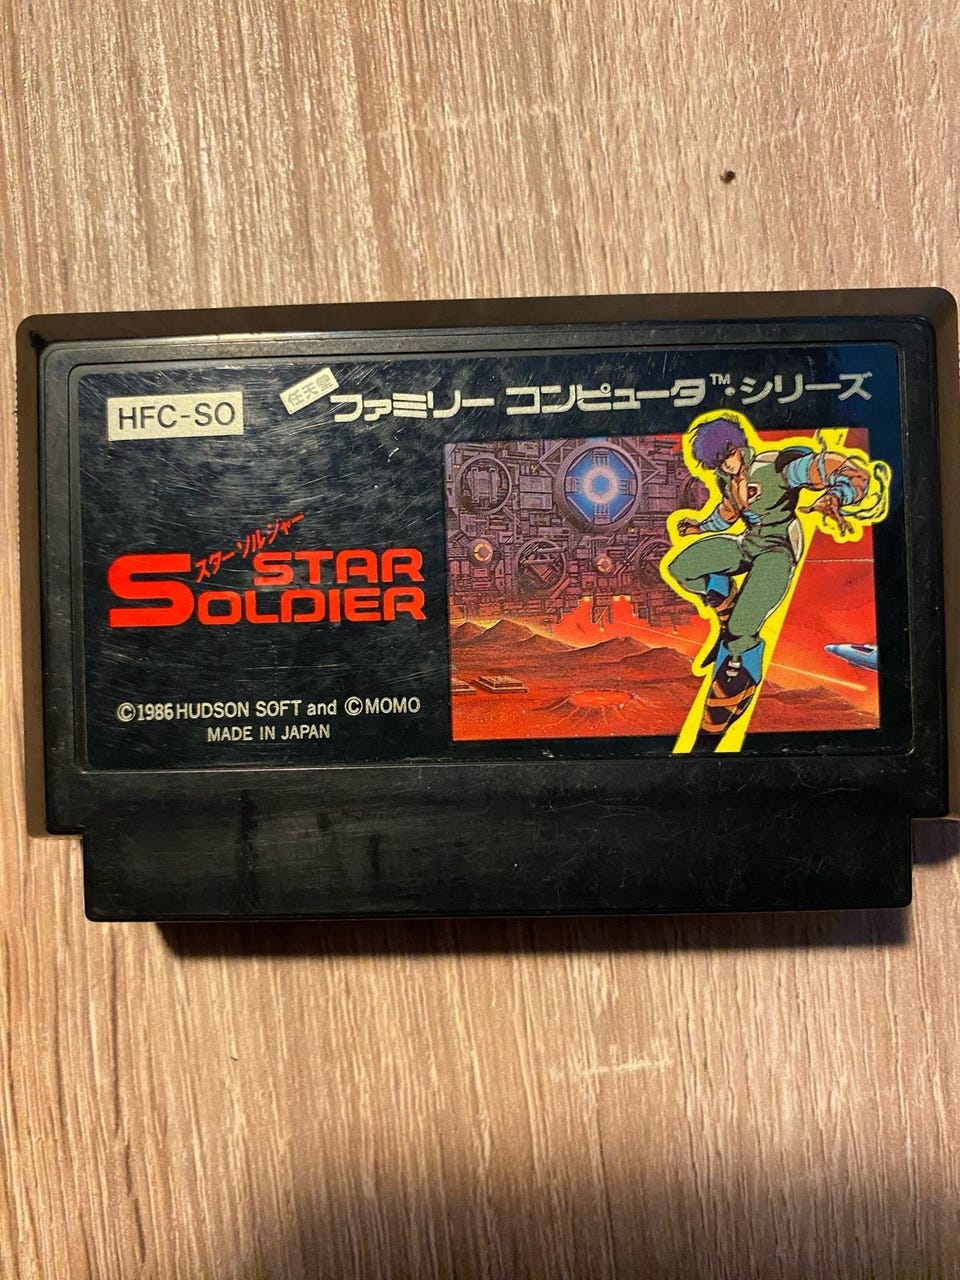 HFC-SO
任天堂
ファミリー コンピュータ™・シリーズ
スターソルジャー
STAR
SOLDIER
©1986 HUDSON SOFT and ©MOMO
MADE IN JAPAN